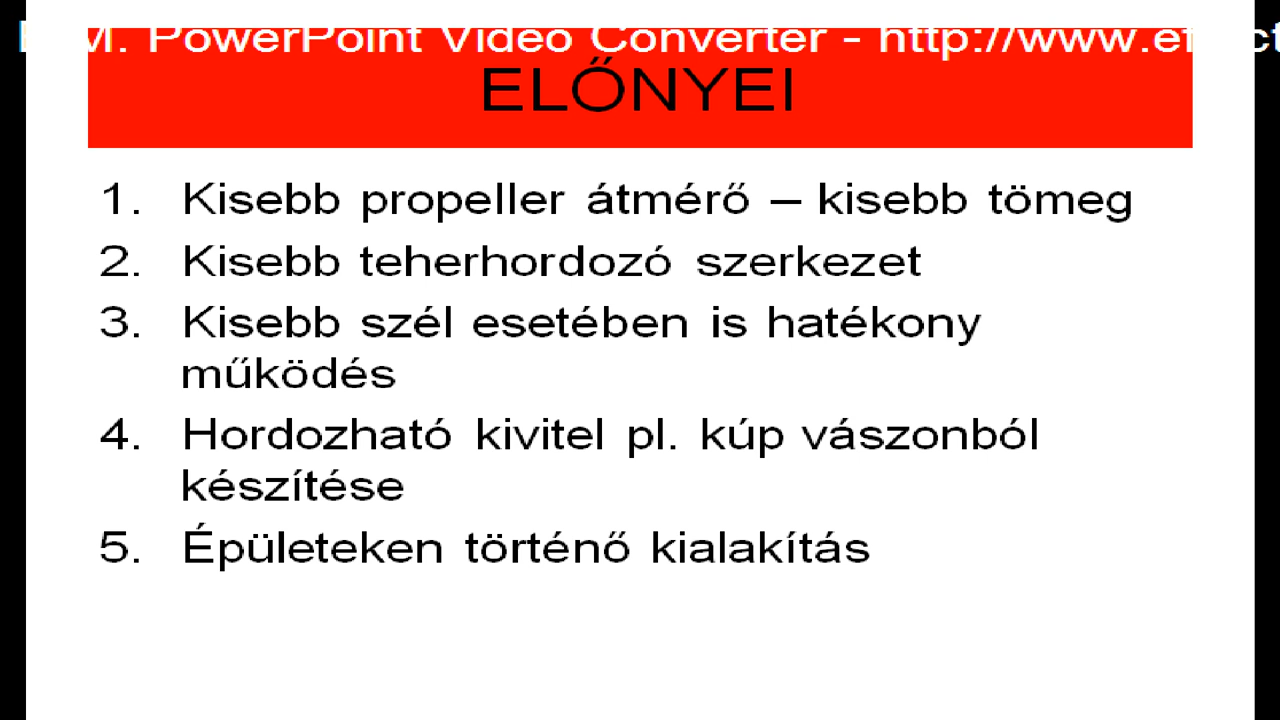 M. PowerPoint Video Converter - http://www.ef
ELŐNYEI
1. Kisebb propeller átmérő – kisebb tömeg
2. Kisebb teherhordozó szerkezet
3. Kisebb szél esetében is hatékony
működés
4. Hordozható kivitel pl. kúp vászonból
készítése
5. Épületeken történő kialakítás